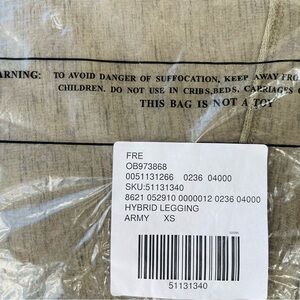 ARNING: TO AVOID DANGER OF SUFFOCATION, KEEP AWAY FRO
CHILDREN. DO NOT USE IN CRIBS, BEDS, CARRIAGES O
THIS BAG IS NOT A TOY
FRE
OB973868
0051131266 0236 04000
SKU:51131340
8621 052910 0000012 0236 04000
HYBRID LEGGING
ARMY XS
51131340